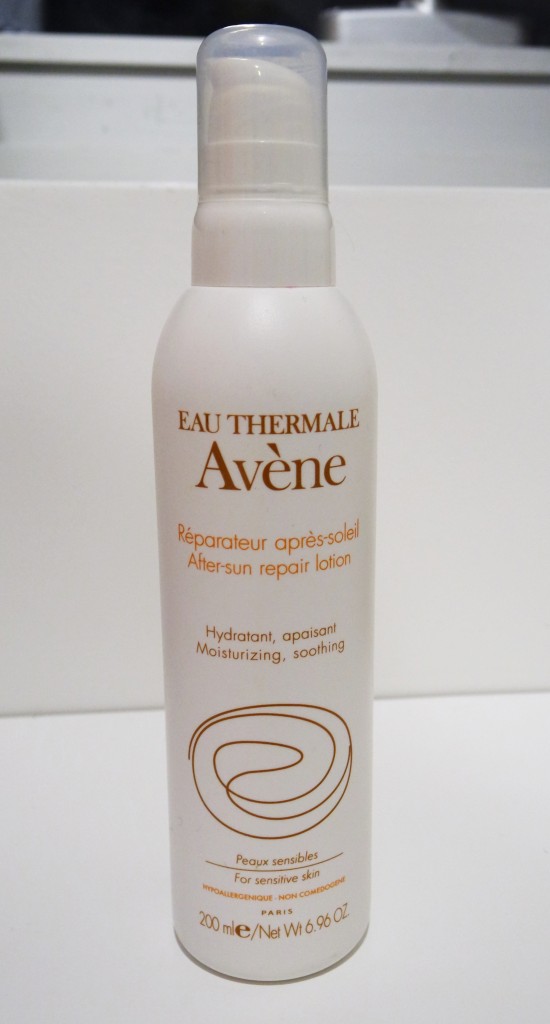 EAU THERMALE
Avène
Réparateur après-soleil
After-sun repair lotion
Hydratant, apaisant
Moisturizing, soothing
Peaux sensibles
For sensitive skin
HYPOALLERGENIQUE - NON COMEDOGENE
PARIS
200 ml℮/Net Wt 6.96 OZ.